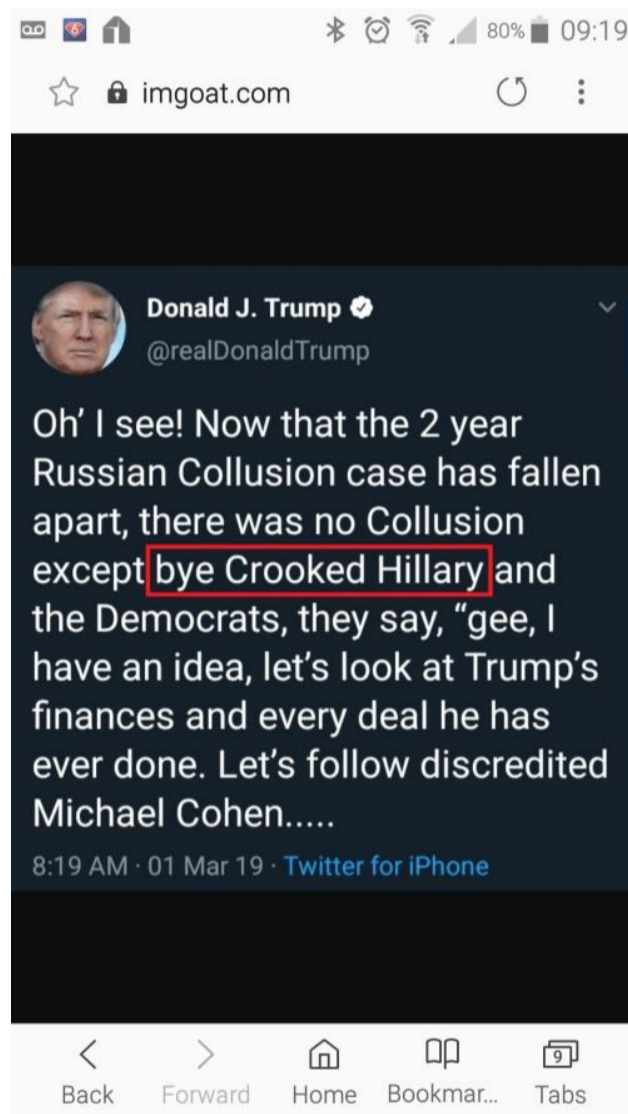 80% 09:19
imgoat.com
Donald J. Trump
@realDonaldTrump
Oh' I see! Now that the 2 year
Russian Collusion case has fallen
apart, there was no Collusion
except bye Crooked Hillary and
the Democrats, they say, “gee, I
have an idea, let’s look at Trump’s
finances and every deal he has
ever done. Let’s follow discredited
Michael Cohen.....
8:19 AM · 01 Mar 19 · Twitter for iPhone
9
Back Forward Home Bookmar... Tabs